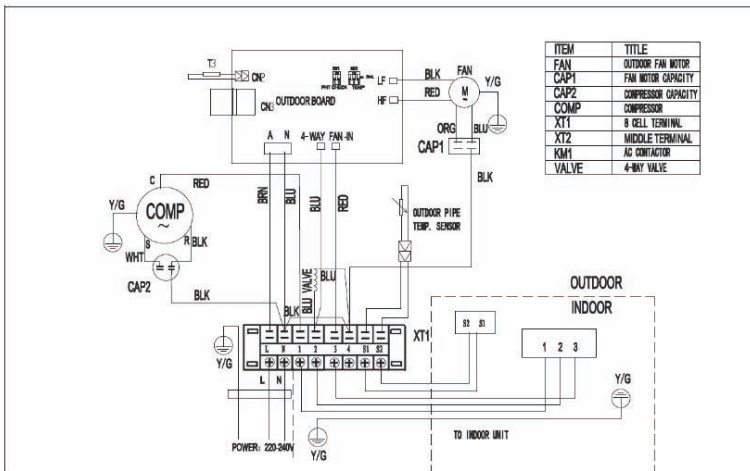 T3
CN2
OUTDOOR BOARD
CN3
LF
HF
BLK
RED
FAN
M
Y/G
ORG
BLU
CAP1
BLK
A N 4-WAY FAN-IN
ITEM TITLE
FAN OUTDOOR FAN MOTOR
CAP1 FAN MOTOR CAPACITY
CAP2 COMPRESSOR CAPACITY
COMP COMPRESSOR
XT1 8 CELL TERMINAL
XT2 MIDDLE TERMINAL
KM1 AC CONTACTOR
VALVE 4-WAY VALVE
C
RED
Y/G
COMP
S
R
BLK
WHT
CAP2
BRN
BLU
BLU
RED
OUTDOOR PIPE
TEMP. SENSOR
BLK
BLK
BLU
VALVE
BLU
OUTDOOR
INDOOR
XT1
L N 1 2 3 4 S1 S2
Y/G
L N
S2 S1
1 2 3
Y/G
POWER: 220-240V
Y/G
TO INDOOR UNIT